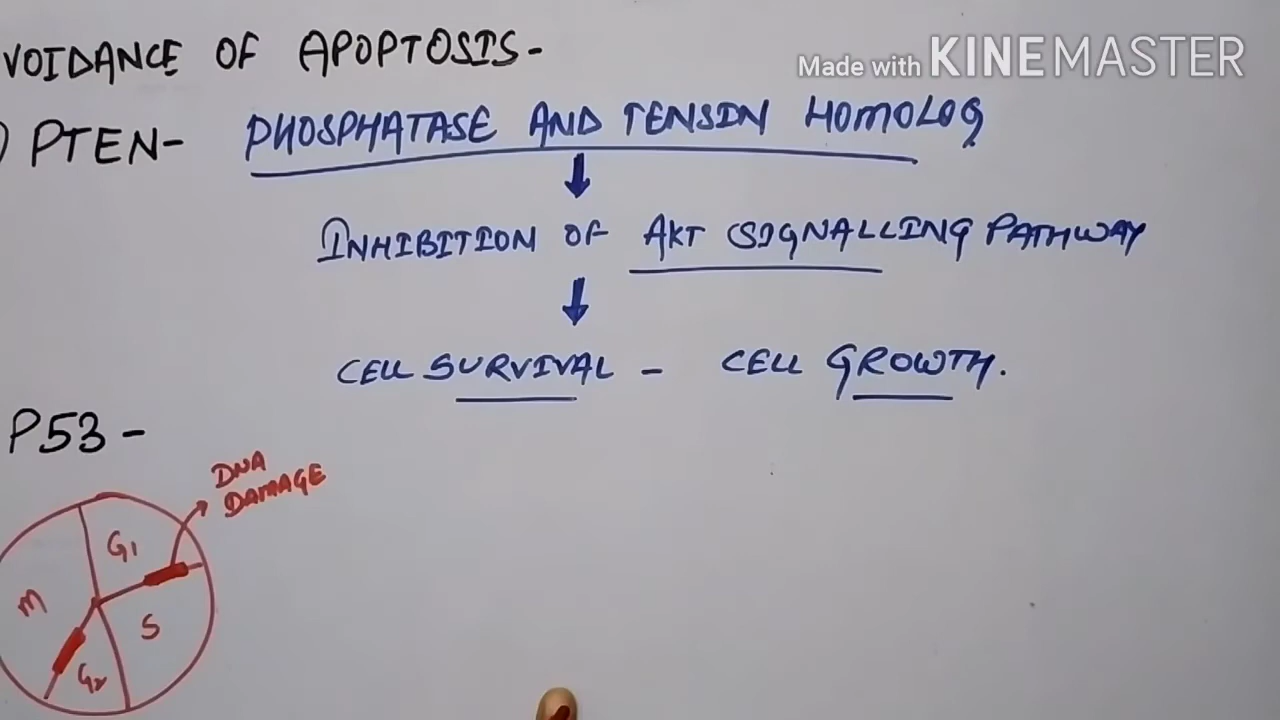 VOIDANCE OF APOPTOSIS-
Made with KINEMASTER
) PTEN- PHOSPHATASE AND TENSIN HOMOLOG
INHIBITION OF AKT SIGNALLING PATHWAY
CELL SURVIVAL - CELL GROWTH.
P53-
DNA
DAMAGE
G1
M
S
G2